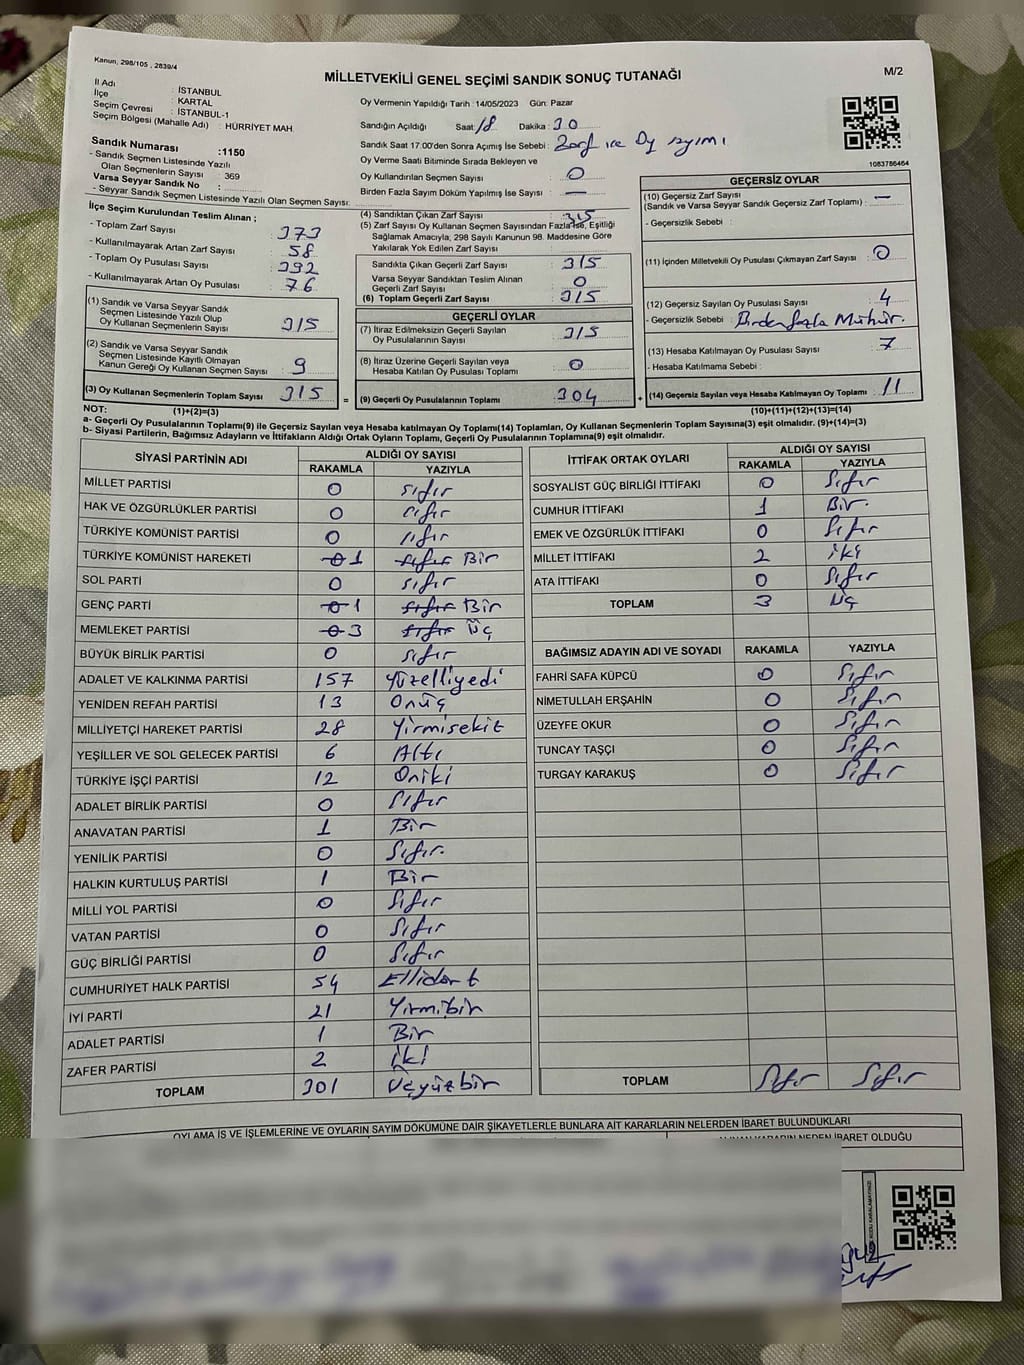 Kanun, 298/105 , 2839/4
MİLLETVEKİLİ GENEL SEÇİMİ SANDIK SONUÇ TUTANAĞI
M/2
İl Adı : İSTANBUL
İlçe : KARTAL
Seçim Çevresi : İSTANBUL-1
Seçim Bölgesi (Mahalle Adı) : HÜRRİYET MAH.
Sandık Numarası :1150
- Sandık Seçmen Listesinde Yazılı
Olan Seçmenlerin Sayısı : 369
Varsa Seyyar Sandık No :
- Seyyar Sandık Seçmen Listesinde Yazılı Olan Seçmen Sayısı:
Oy Vermenin Yapıldığı Tarih : 14/05/2023 Gün: Pazar
Sandığın Açıldığı Saat: 18 Dakika : 30
Sandık Saat 17.00'den Sonra Açımış İse Sebebi : Zarf ve Oy sayımı
Oy Verme Saati Bitiminde Sırada Bekleyen ve
Oy Kullandırılan Seçmen Sayısı : 0
Birden Fazla Sayım Döküm Yapılmış İse Sayısı : —
1083786464
İlçe Seçim Kurulundan Teslim Alınan ;
- Toplam Zarf Sayısı : 373
- Kullanılmayarak Artan Zarf Sayısı : 58
- Toplam Oy Pusulası Sayısı : 392
- Kullanılmayarak Artan Oy Pusulası : 76
(1) Sandık ve Varsa Seyyar Sandık
Seçmen Listesinde Yazılı Olup
Oy Kullanan Seçmenlerin Sayısı : 315
(2) Sandık ve Varsa Seyyar Sandık
Seçmen Listesinde Kayıtlı Olmayan
Kanun Gereği Oy Kullanan Seçmen Sayısı : 9
(3) Oy Kullanan Seçmenlerin Toplam Sayısı : 315
(4) Sandıktan Çıkan Zarf Sayısı : 315
(5) Zarf Sayısı Oy Kullanan Seçmen Sayısından Fazla İse, Eşitliği
Sağlamak Amacıyla, 298 Sayılı Kanunun 98. Maddesine Göre
Yakılarak Yok Edilen Zarf Sayısı :
Sandıkta Çıkan Geçerli Zarf Sayısı : 315
Varsa Seyyar Sandıktan Teslim Alınan
Geçerli Zarf Sayısı : 0
(6) Toplam Geçerli Zarf Sayısı : 315
GEÇERLİ OYLAR
(7) İtiraz Edilmeksizin Geçerli Sayılan
Oy Pusulalarının Sayısı : 315
(8) İtiraz Üzerine Geçerli Sayılan veya
Hesaba Katılan Oy Pusulası Toplamı : 0
= (9) Geçerli Oy Pusulalarının Toplamı : 304
GEÇERSİZ OYLAR
(10) Geçersiz Zarf Sayısı
(Sandık ve Varsa Seyyar Sandık Geçersiz Zarf Toplamı) : —
- Geçersizlik Sebebi :
(11) İçinden Milletvekili Oy Pusulası Çıkmayan Zarf Sayısı : 0
(12) Geçersiz Sayılan Oy Pusulası Sayısı : 4
- Geçersizlik Sebebi : Birdenfazla Mühür.
(13) Hesaba Katılmayan Oy Pusulası Sayısı : 7
- Hesaba Katılmama Sebebi :
+ (14) Geçersiz Sayılan veya Hesaba Katılmayan Oy Toplamı : 11
NOT: (1)+(2)=(3) (10)+(11)+(12)+(13)=(14)
a- Geçerli Oy Pusulalarının Toplamı(9) ile Geçersiz Sayılan veya Hesaba katılmayan Oy Toplamı(14) Toplamları, Oy Kullanan Seçmenlerin Toplam Sayısına(3) eşit olmalıdır. (9)+(14)=(3)
b- Siyasi Partilerin, Bağımsız Adayların ve İttifakların Aldığı Ortak Oyların Toplamı, Geçerli Oy Pusulalarının Toplamına(9) eşit olmalıdır.
SİYASİ PARTİNİN ADI ALDIĞI OY SAYISI
RAKAMLA YAZIYLA
MİLLET PARTİSİ 0 sıfır
HAK VE ÖZGÜRLÜKLER PARTİSİ 0 sıfır
TÜRKİYE KOMÜNİST PARTİSİ 0 sıfır
TÜRKİYE KOMÜNİST HAREKETİ 0 1 sıfır Bir
SOL PARTİ 0 sıfır
GENÇ PARTİ 0 1 sıfır Bir
MEMLEKET PARTİSİ 0 3 sıfır Üç
BÜYÜK BİRLİK PARTİSİ 0 sıfır
ADALET VE KALKINMA PARTİSİ 157 Yüzelliyedi
YENİDEN REFAH PARTİSİ 13 Onüç
MİLLİYETÇİ HAREKET PARTİSİ 28 Yirmisekiz
YEŞİLLER VE SOL GELECEK PARTİSİ 6 Altı
TÜRKİYE İŞÇİ PARTİSİ 12 Oniki
ADALET BİRLİK PARTİSİ 0 Sıfır
ANAVATAN PARTİSİ 1 Bir
YENİLİK PARTİSİ 0 Sıfır.
HALKIN KURTULUŞ PARTİSİ 1 Bir
MİLLİ YOL PARTİSİ 0 Sıfır
VATAN PARTİSİ 0 Sıfır
GÜÇ BİRLİĞİ PARTİSİ 0 Sıfır
CUMHURİYET HALK PARTİSİ 54 Ellidört
İYİ PARTİ 21 Yirmibir
ADALET PARTİSİ 1 Bir
ZAFER PARTİSİ 2 iki
TOPLAM 301 Üçyüzbir
İTTİFAK ORTAK OYLARI ALDIĞI OY SAYISI
RAKAMLA YAZIYLA
SOSYALİST GÜÇ BİRLİĞİ İTTİFAKI 0 Sıfır
CUMHUR İTTİFAKI 1 Bir.
EMEK VE ÖZGÜRLÜK İTTİFAKI 0 Sıfır
MİLLET İTTİFAKI 2 iki
ATA İTTİFAKI 0 Sıfır
TOPLAM 3 Üç
BAĞIMSIZ ADAYIN ADI VE SOYADI RAKAMLA YAZIYLA
FAHRİ SAFA KÜPCÜ 0 Sıfır
NİMETULLAH ERŞAHİN 0 Sıfır
ÜZEYFE OKUR 0 Sıfır
TUNCAY TAŞÇI 0 Sıfır
TURGAY KARAKUŞ 0 Sıfır
TOPLAM Sıfır Sıfır
OYLAMA İŞ VE İŞLEMLERİNE VE OYLARIN SAYIM DÖKÜMÜNE DAİR ŞİKAYETLERLE BUNLARA AİT KARARLARIN NELERDEN İBARET BULUNDUKLARI
ALINAN KARARIN NEDEN İBARET OLDUĞU